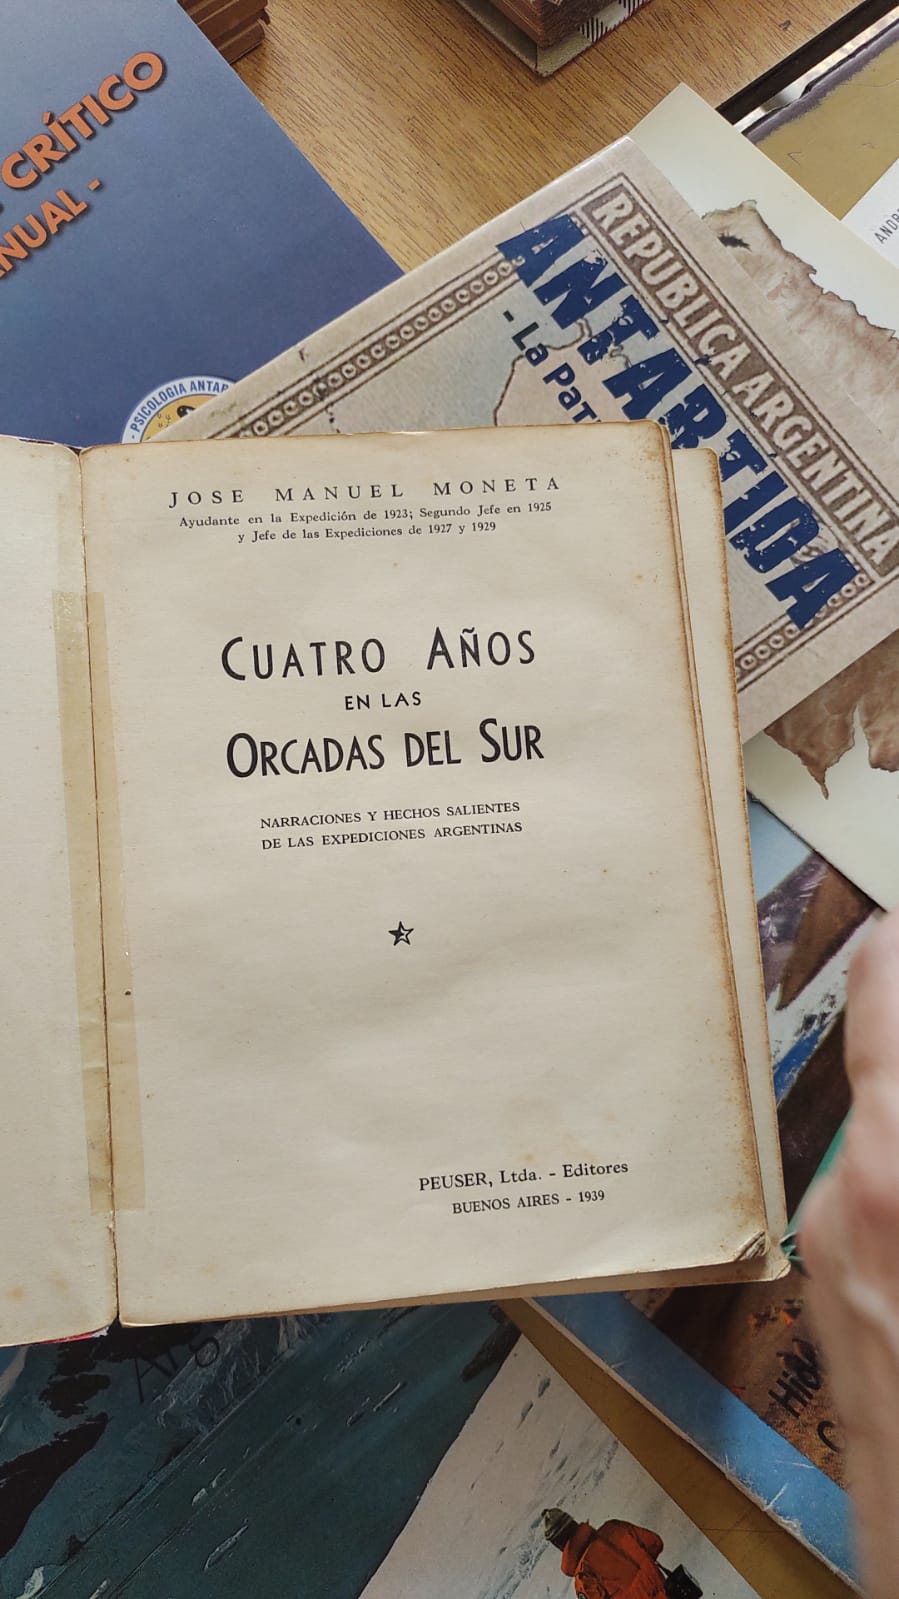 CRÍTICO
ANUAL -
- PSICOLOGIA ANTAR
REPUBLICA ARGENTINA
ANTARTIDA
- La Pat
JOSE MANUEL MONETA
Ayudante en la Expedición de 1923; Segundo Jefe en 1925
y Jefe de las Expediciones de 1927 y 1929
CUATRO AÑOS
EN LAS
ORCADAS DEL SUR
NARRACIONES Y HECHOS SALIENTES
DE LAS EXPEDICIONES ARGENTINAS
PEUSER, Ltda. - Editores
BUENOS AIRES - 1939
Arg